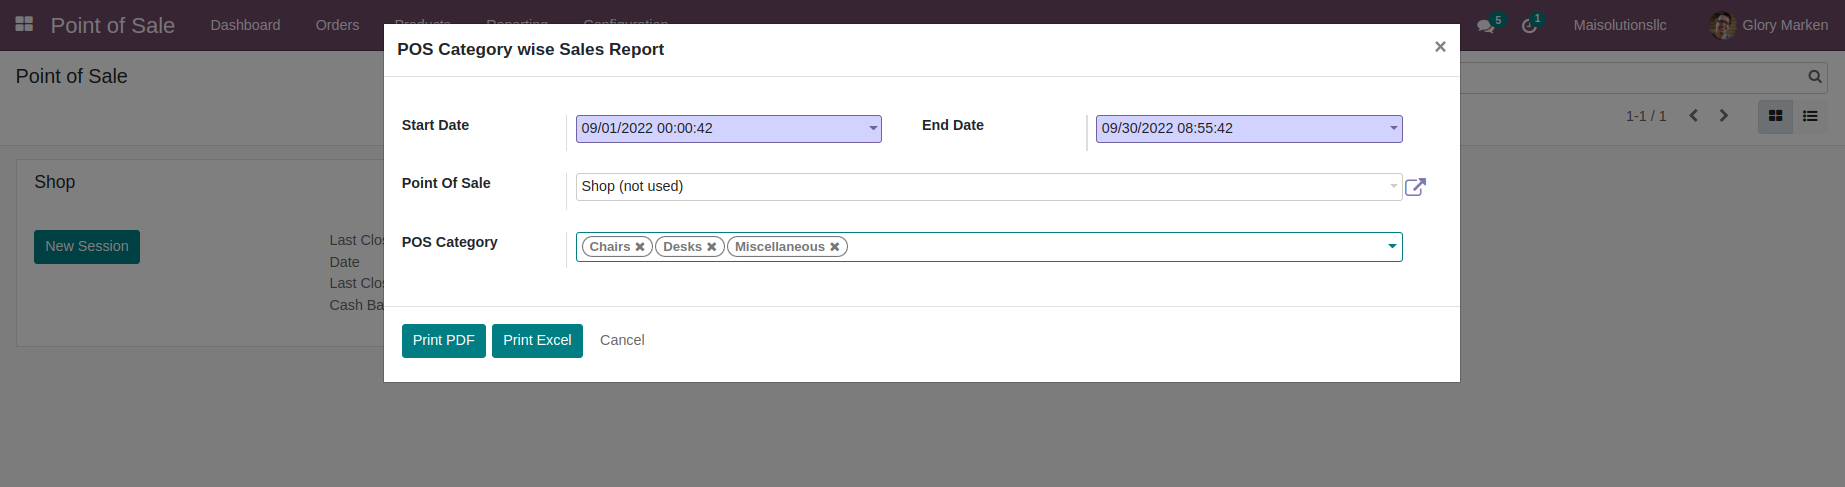 Point of Sale Dashboard Orders Products Reporting Configuration 5 1 Maisolutionsllc Glory Marken
POS Category wise Sales Report ×
Point of Sale
1-1 / 1
Start Date 09/01/2022 00:00:42 End Date 09/30/2022 08:55:42
Point Of Sale Shop (not used)
Shop
POS Category Chairs × Desks × Miscellaneous ×
New Session
Last Clos
Date
Last Clos
Cash Ba
Print PDF Print Excel Cancel